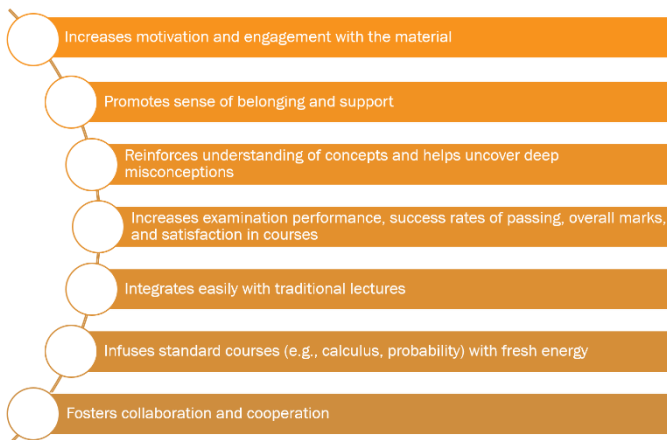 Increases motivation and engagement with the material
Promotes sense of belonging and support
Reinforces understanding of concepts and helps uncover deep
misconceptions
Increases examination performance, success rates of passing, overall marks,
and satisfaction in courses
Integrates easily with traditional lectures
Infuses standard courses (e.g., calculus, probability) with fresh energy
Fosters collaboration and cooperation